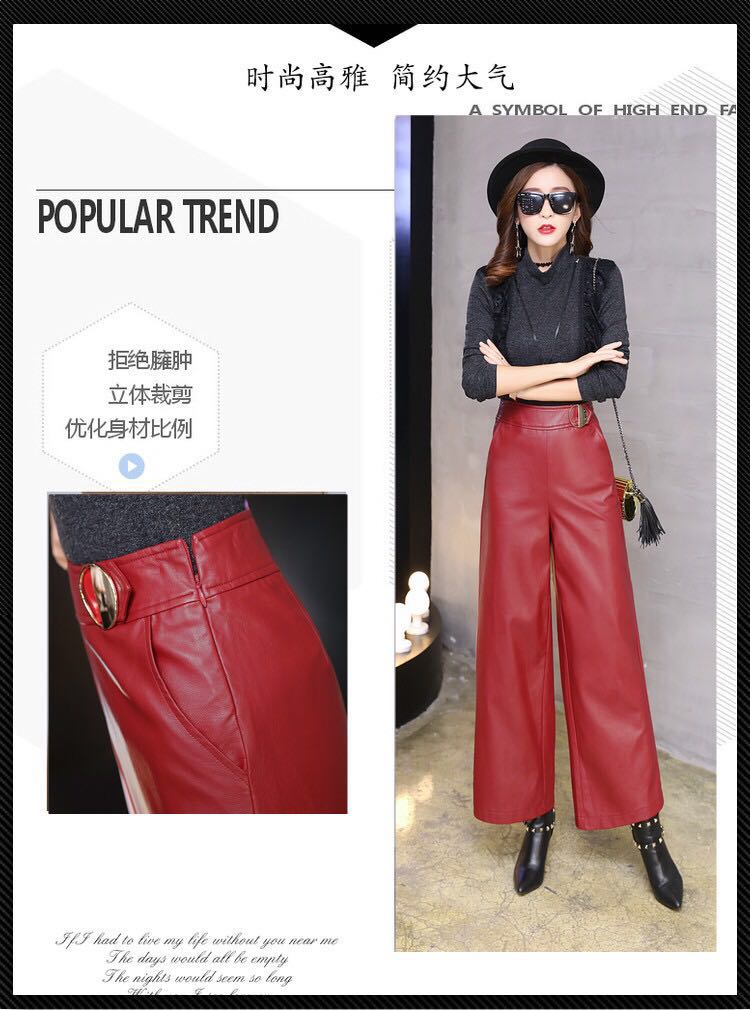 时尚高雅 简约大气
A SYMBOL OF HIGH END FA
POPULAR TREND
拒绝臃肿
立体裁剪
优化身材比例
If I had to live my life without you near me
The days would all be empty
The nights would seem so long